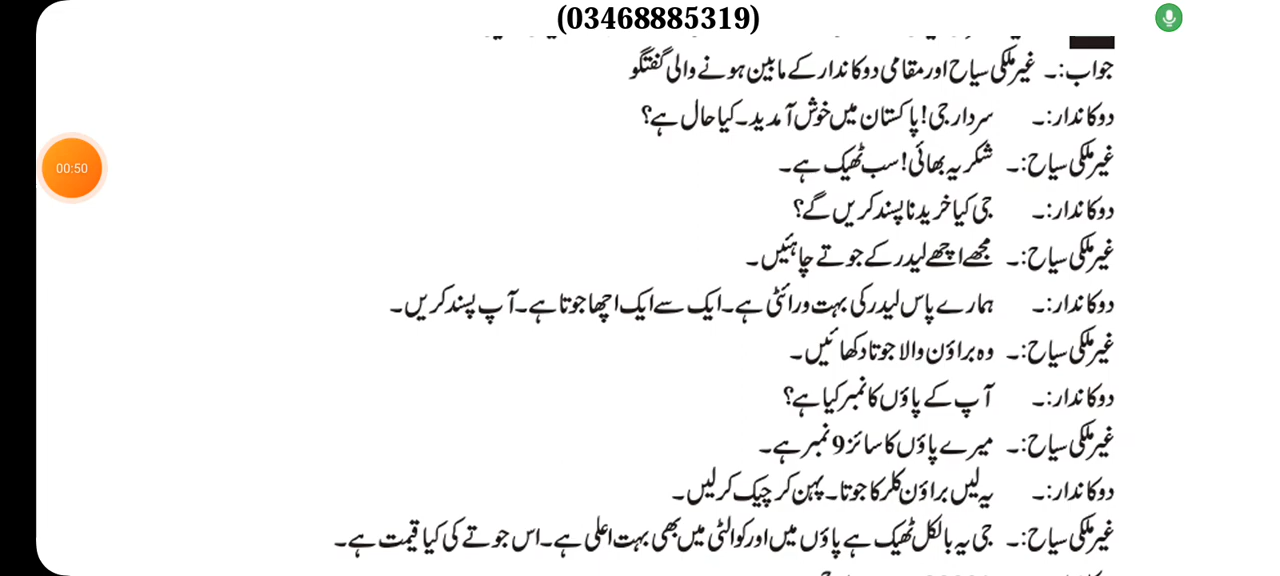 (03468885319)
جواب:۔ غیر ملکی سیاح اور مقامی دوکاندار کے مابین ہونے والی گفتگو
دوکاندار:۔ سردار جی! پاکستان میں خوش آمدید۔ کیا حال ہے؟
غیر ملکی سیاح:۔ شکریہ بھائی! سب ٹھیک ہے۔
دوکاندار:۔ جی کیا خریدنا پسند کریں گے؟
غیر ملکی سیاح:۔ مجھے اچھے لیدر کے جوتے چاہئیں۔
دوکاندار:۔ ہمارے پاس لیدر کی بہت ورائٹی ہے۔ ایک سے ایک اچھا جوتا ہے۔ آپ پسند کریں۔
00:50
غیر ملکی سیاح:۔ وہ براؤن والا جوتا دکھائیں۔
دوکاندار:۔ آپ کے پاؤں کا نمبر کیا ہے؟
غیر ملکی سیاح:۔ میرے پاؤں کا سائز 9 نمبر ہے۔
دوکاندار:۔ یہ لیں براؤن کلر کا جوتا۔ پہن کر چیک کر لیں۔
غیر ملکی سیاح:۔ جی یہ بالکل ٹھیک ہے پاؤں میں اور کوالٹی میں بھی بہت اعلی ہے۔ اس جوتے کی کیا قیمت ہے۔